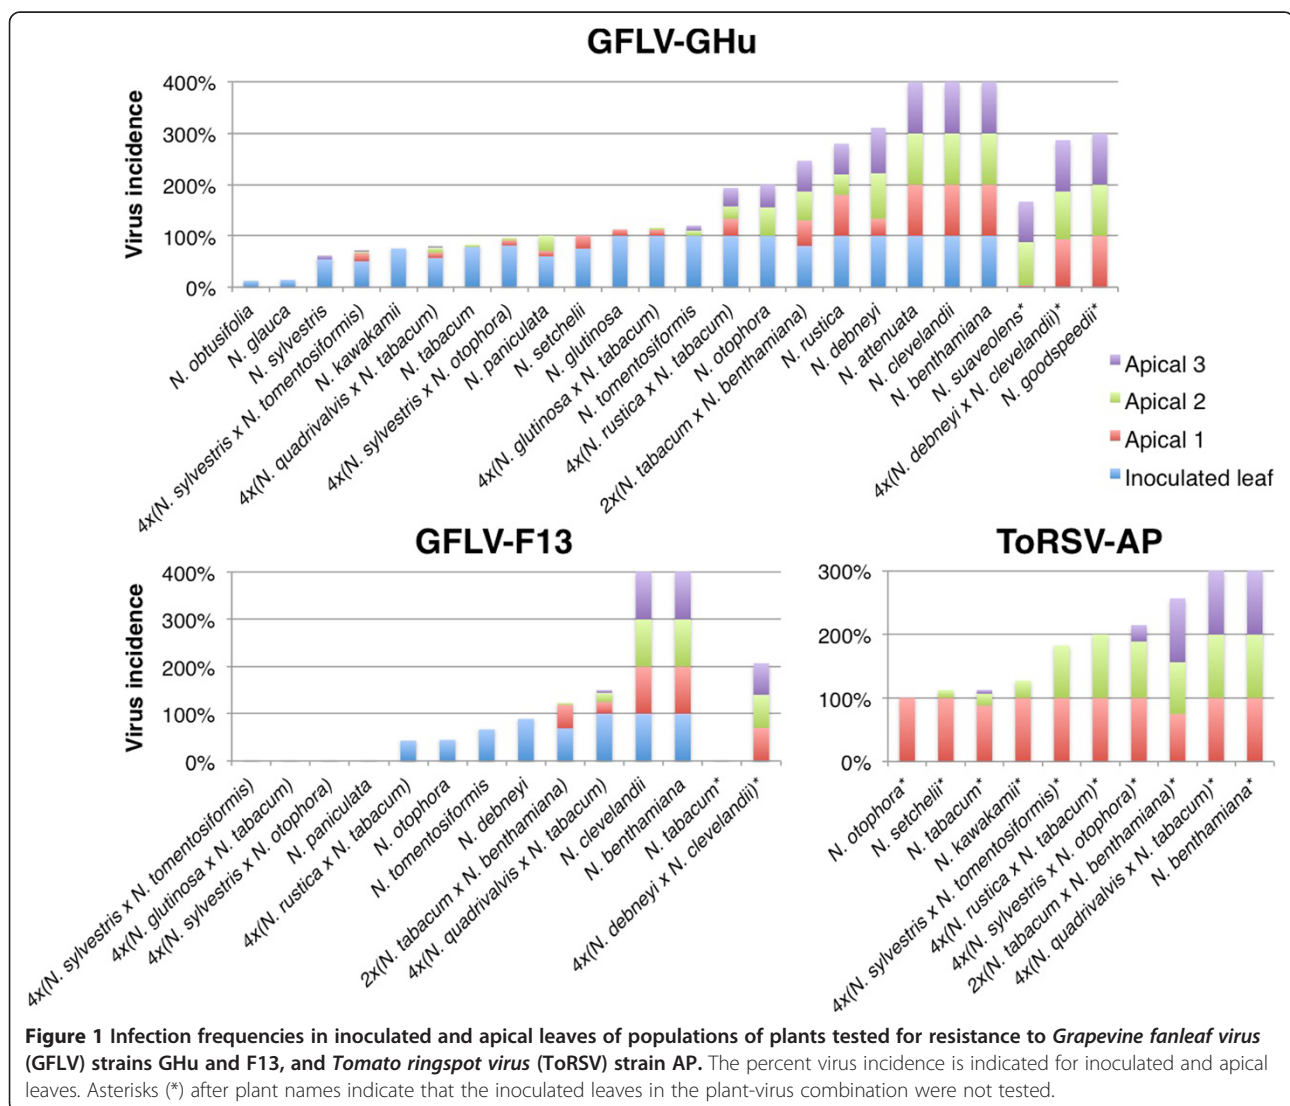 GFLV-GHu
Virus incidence
400%
300%
200%
100%
0%
N. obtusifolia
N. glauca
N. sylvestris
4x(N. sylvestris x N. tomentosiformis)
N. kawakamii
4x(N. quadrivalvis x N. tabacum)
N. tabacum
4x(N. sylvestris x N. otophora)
N. paniculata
N. setchelii
N. glutinosa
4x(N. glutinosa x N. tabacum)
N. tomentosiformis
4x(N. rustica x N. tabacum)
N. otophora
2x(N. tabacum x N. benthamiana)
N. rustica
N. debneyi
N. attenuata
N. clevelandii
N. benthamiana
N. suaveolens*
4x(N. debneyi x N. clevelandii)*
N. goodspedii*
Apical 3
Apical 2
Apical 1
Inoculated leaf
GFLV-F13
Virus incidence
400%
300%
200%
100%
0%
4x(N. sylvestris x N. tomentosiformis)
4x(N. glutinosa x N. tabacum)
4x(N. sylvestris x N. otophora)
N. paniculata
4x(N. rustica x N. tabacum)
N. otophora
N. tomentosiformis
N. debneyi
2x(N. tabacum x N. benthamiana)
4x(N. quadrivalvis x N. tabacum)
N. clevelandii
N. benthamiana
N. tabacum*
4x(N. debneyi x N. clevelandii)*
ToRSV-AP
300%
200%
100%
0%
N. otophora*
N. setchelii*
N. tabacum*
N. kawakamii*
4x(N. sylvestris x N. tomentosiformis)*
4x(N. rustica x N. tabacum)*
4x(N. sylvestris x N. otophora)*
2x(N. tabacum x N. benthamiana)*
4x(N. quadrivalvis x N. tabacum)*
N. benthamiana*
Figure 1 Infection frequencies in inoculated and apical leaves of populations of plants tested for resistance to Grapevine fanleaf virus
(GFLV) strains GHu and F13, and Tomato ringspot virus (ToRSV) strain AP. The percent virus incidence is indicated for inoculated and apical
leaves. Asterisks (*) after plant names indicate that the inoculated leaves in the plant-virus combination were not tested.